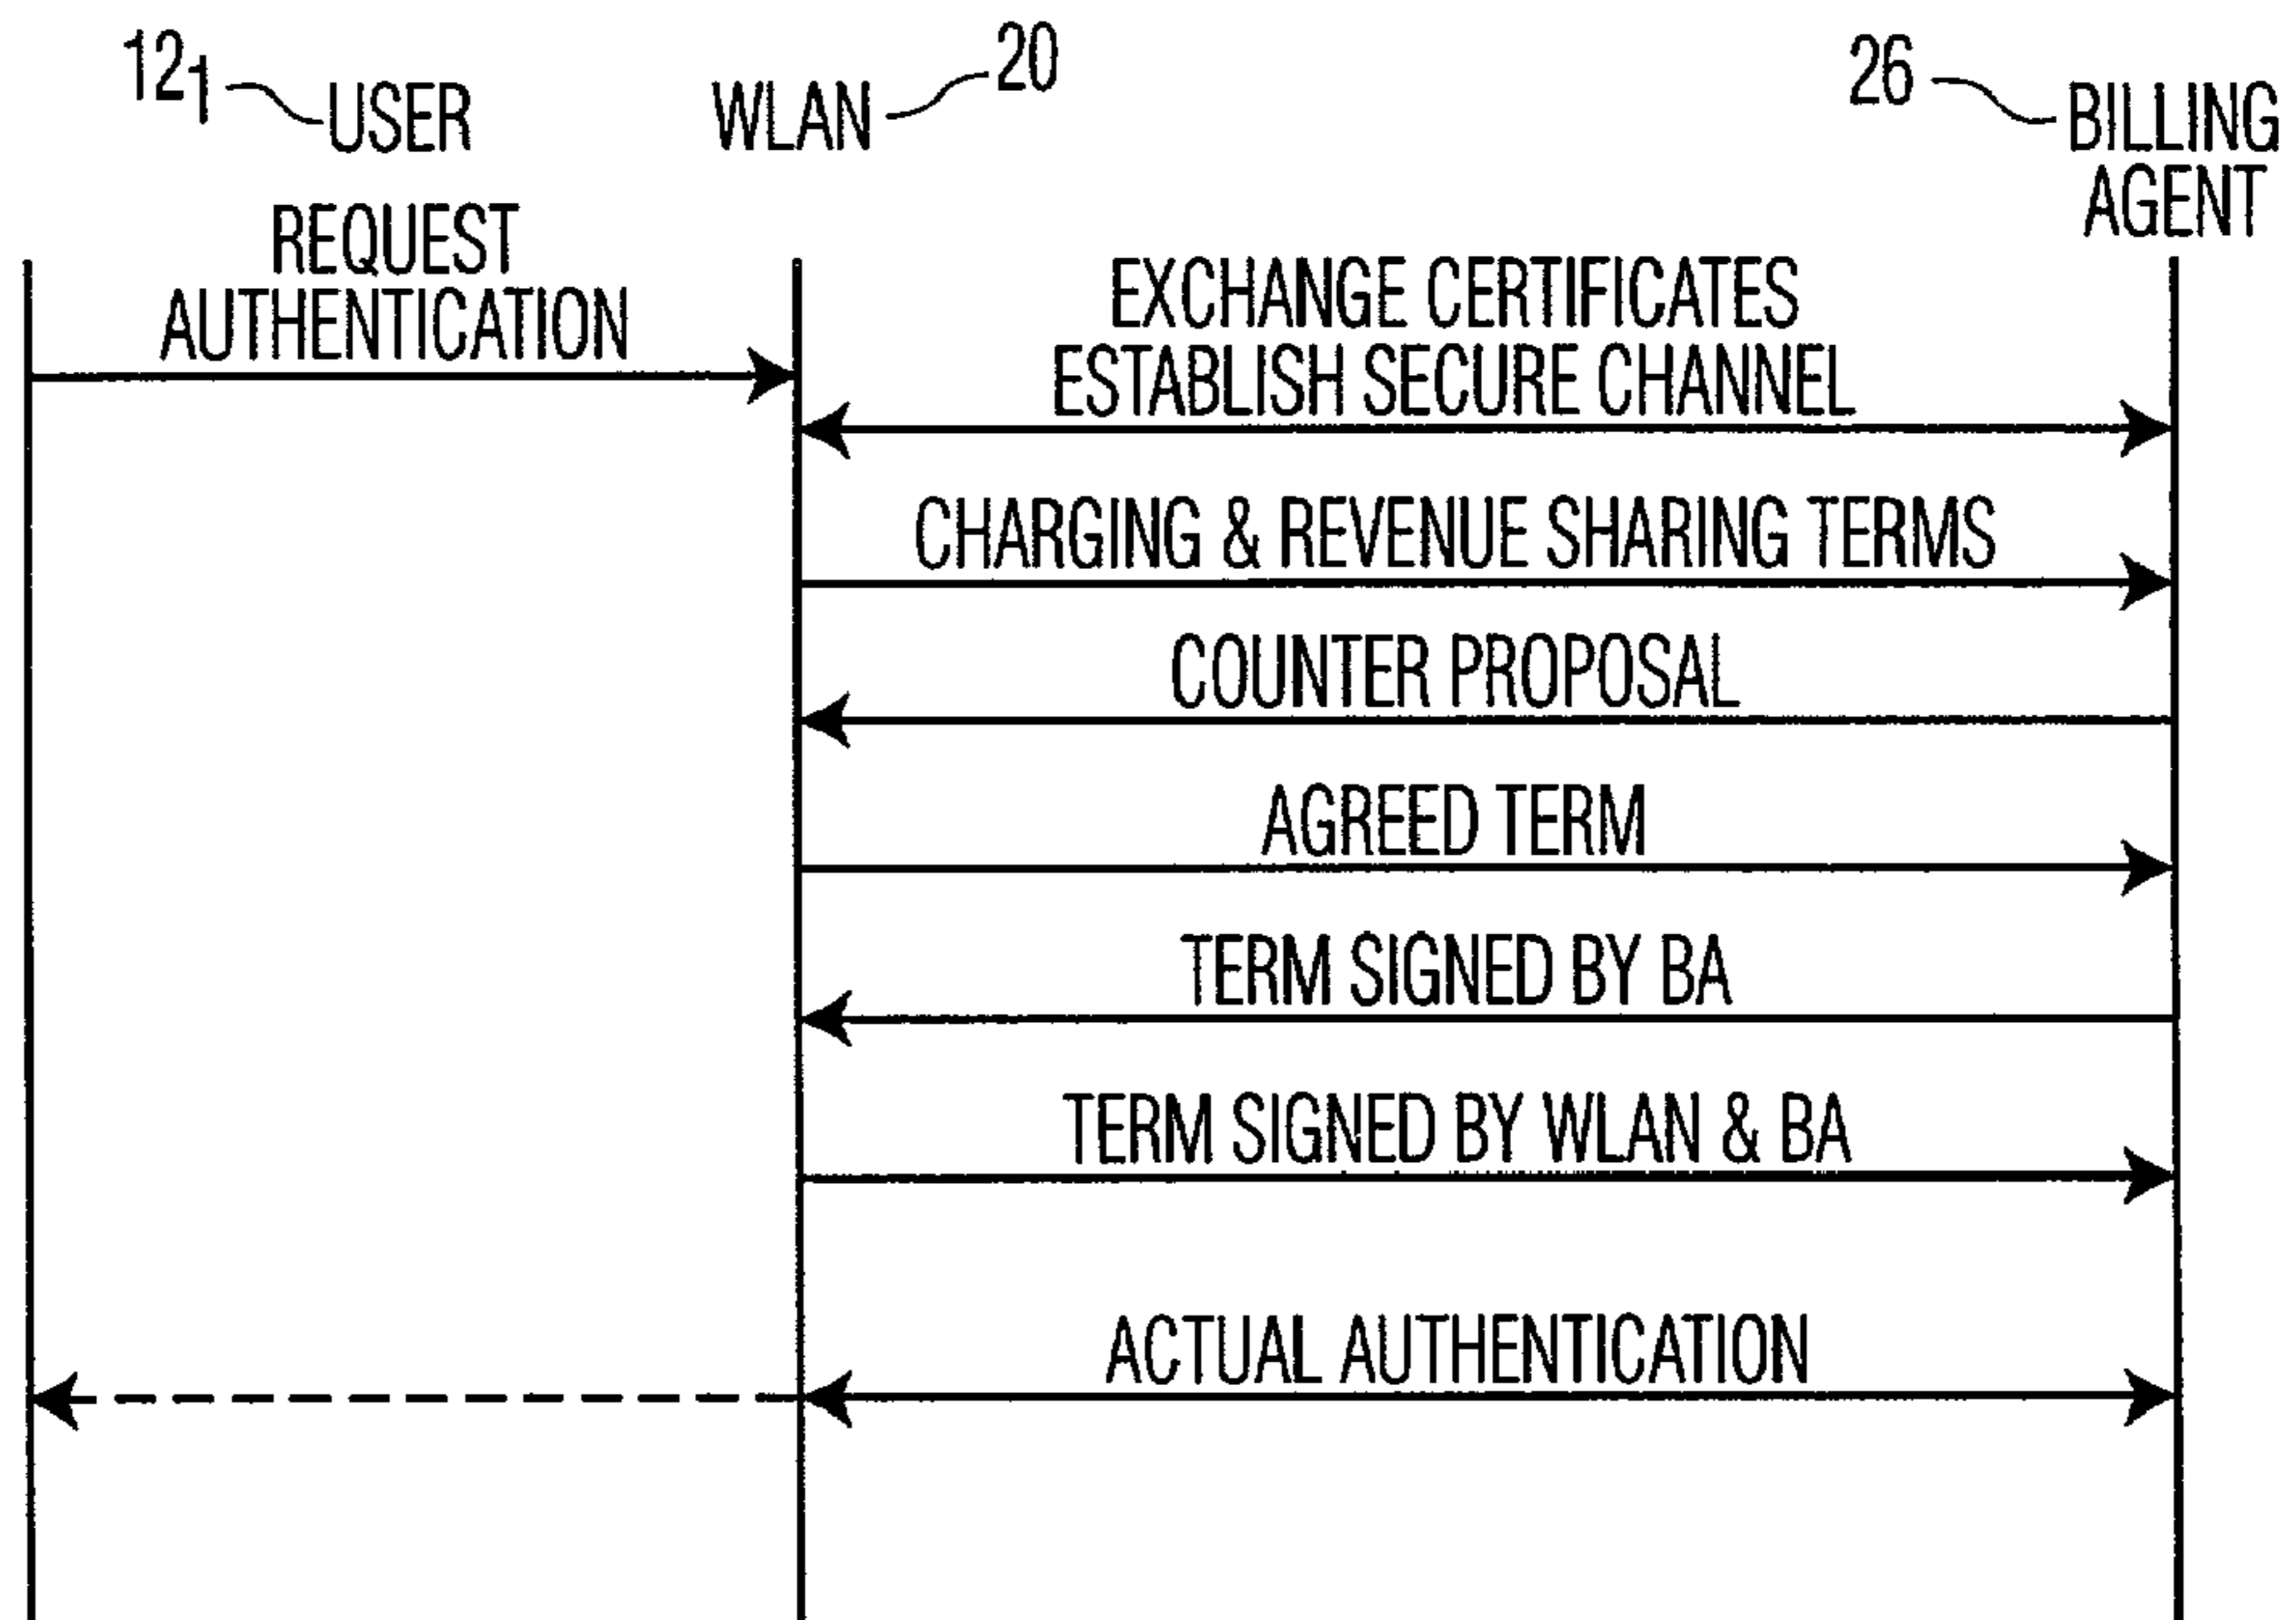 12₁ USER
WLAN 20
26 BILLING
AGENT
REQUEST
AUTHENTICATION
EXCHANGE CERTIFICATES
ESTABLISH SECURE CHANNEL
CHARGING & REVENUE SHARING TERMS
COUNTER PROPOSAL
AGREED TERM
TERM SIGNED BY BA
TERM SIGNED BY WLAN & BA
ACTUAL AUTHENTICATION